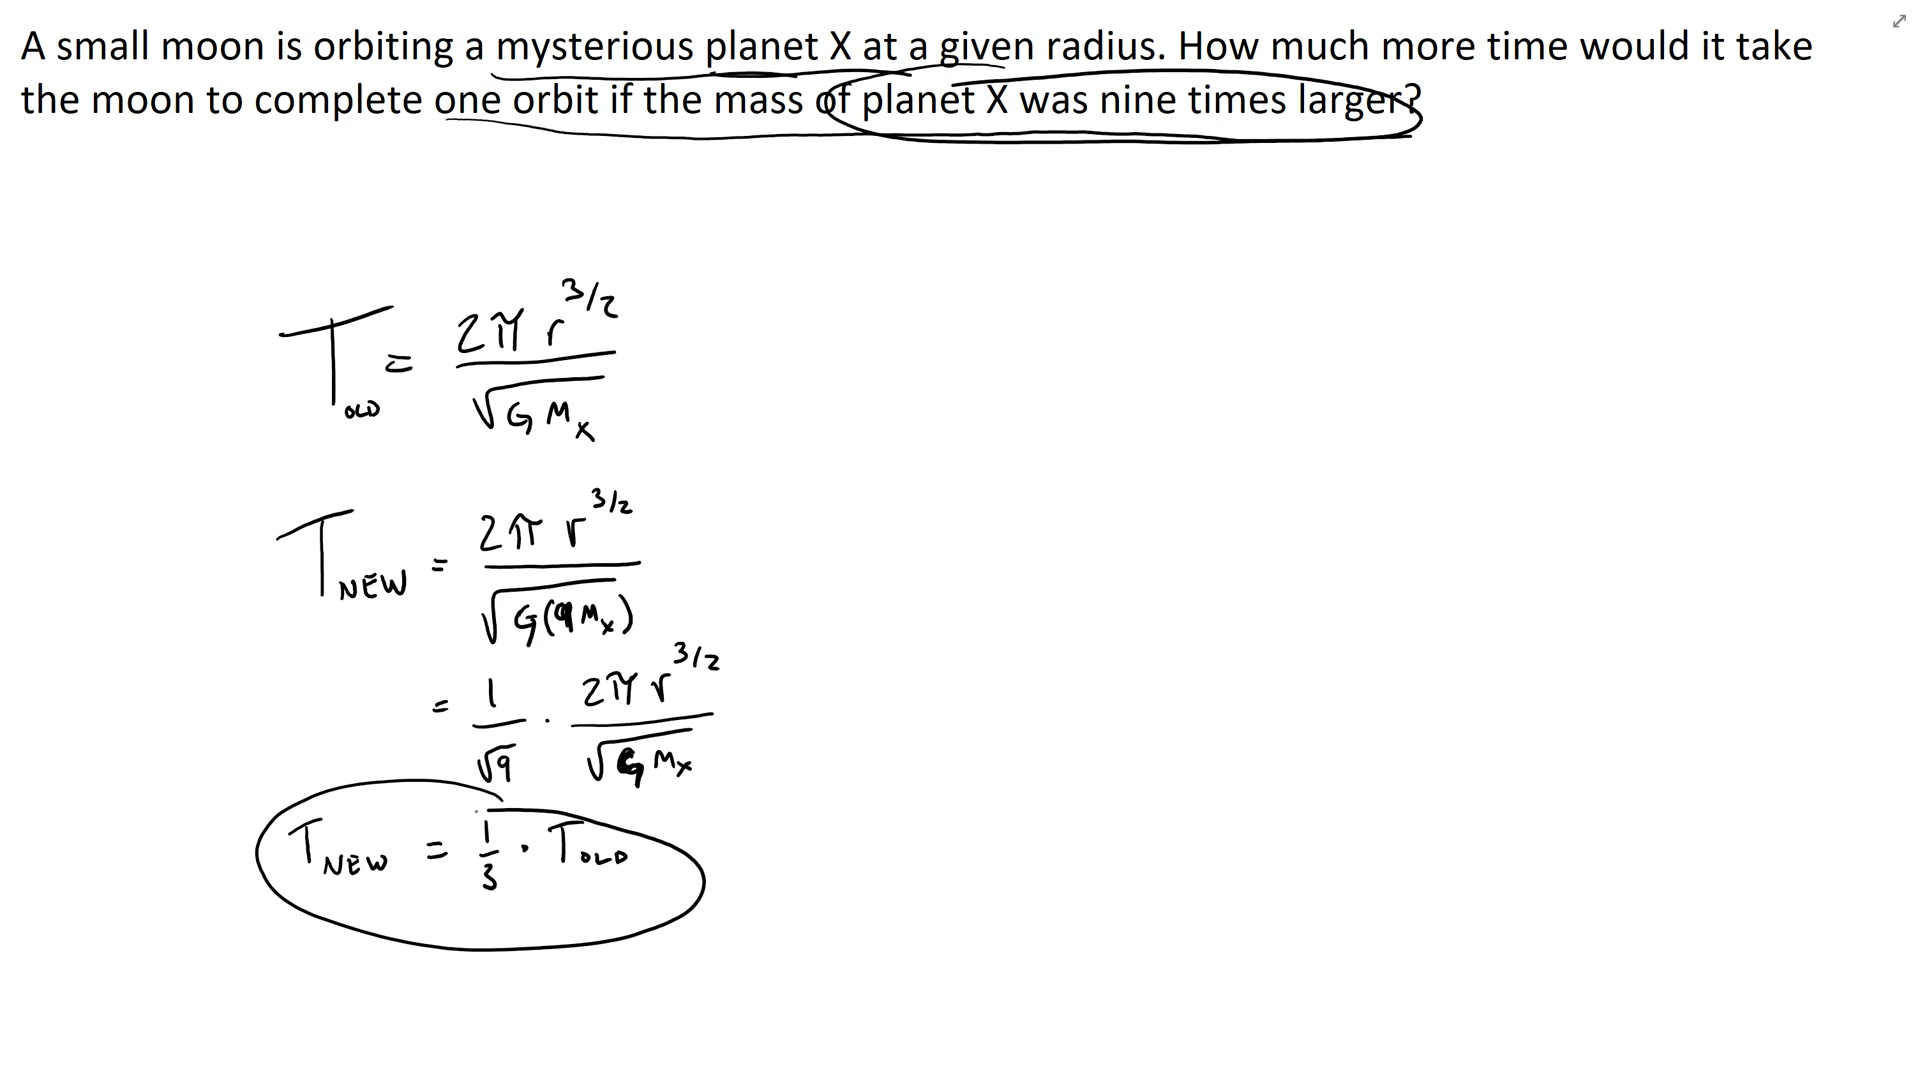 A small moon is orbiting a mysterious planet X at a given radius. How much more time would it take
the moon to complete one orbit if the mass of planet X was nine times larger?
T_OLD = 2π r^3/2 / √G M_x
T_NEW = 2π r^3/2 / √G(9 M_x)
= 1/√9 · 2π r^3/2 / √G M_x
T_NEW = 1/3 · T_OLD